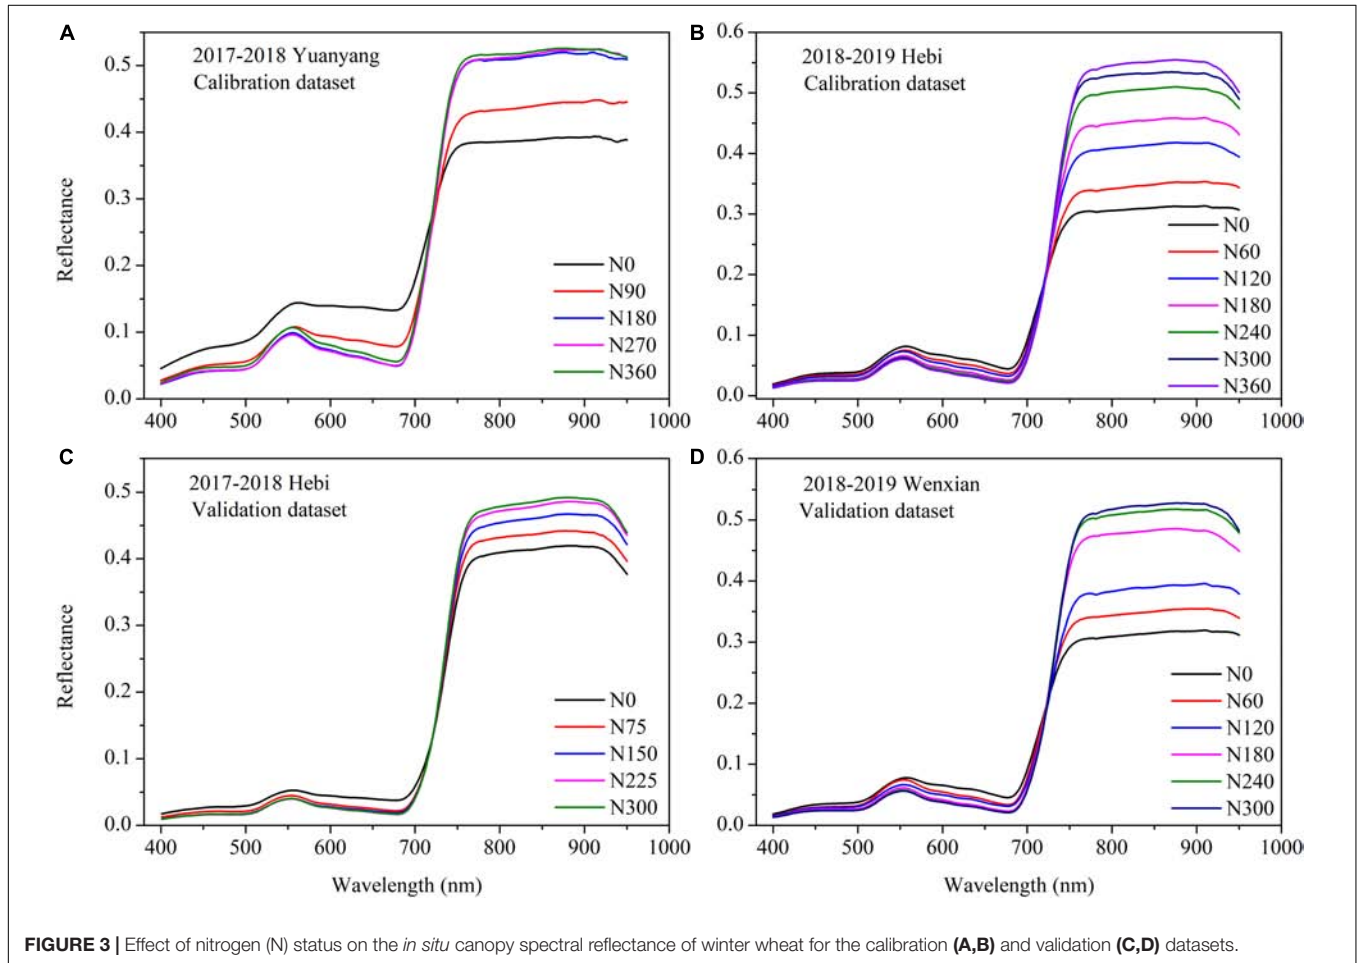 A
2017-2018 Yuanyang
Calibration dataset
Reflectance
0.5
0.4
0.3
0.2
0.1
0.0
400 500 600 700 800 900 1000
N0
N90
N180
N270
N360
B
2018-2019 Hebi
Calibration dataset
0.6
0.5
0.4
0.3
0.2
0.1
0.0
400 500 600 700 800 900 1000
N0
N60
N120
N180
N240
N300
N360
C
2017-2018 Hebi
Validation dataset
Reflectance
0.5
0.4
0.3
0.2
0.1
0.0
400 500 600 700 800 900 1000
Wavelength (nm)
N0
N75
N150
N225
N300
D
2018-2019 Wenxian
Validation dataset
0.6
0.5
0.4
0.3
0.2
0.1
0.0
400 500 600 700 800 900 1000
Wavelength (nm)
N0
N60
N120
N180
N240
N300
FIGURE 3 | Effect of nitrogen (N) status on the in situ canopy spectral reflectance of winter wheat for the calibration (A,B) and validation (C,D) datasets.